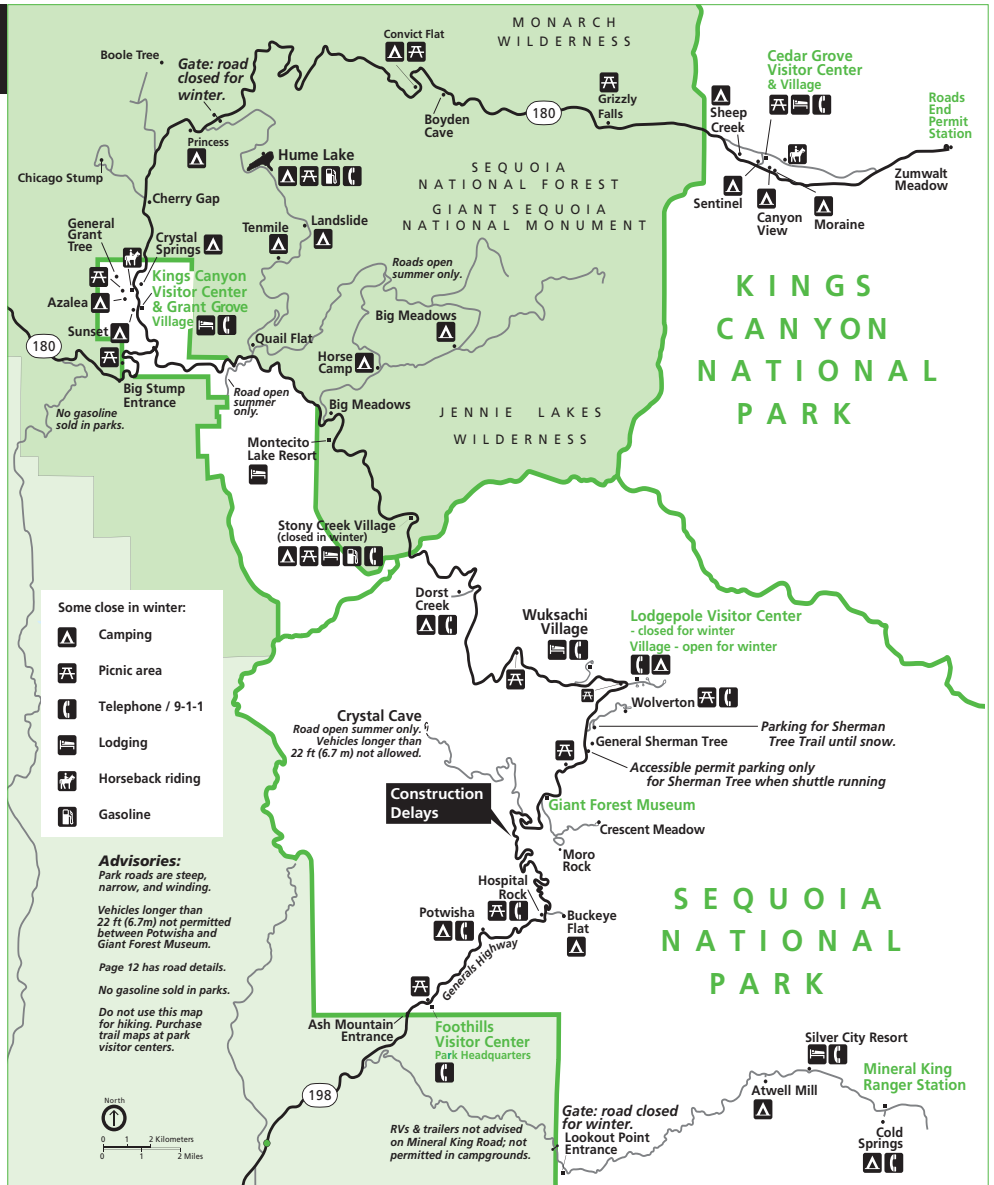 MONARCH
WILDERNESS
Convict Flat
Boole Tree
Gate: road
closed for
winter.
Cedar Grove
Visitor Center
& Village
Grizzly
Falls
Sheep
Creek
Roads
End
Permit
Station
Boyden
Cave
180
Princess
Hume Lake
SEQUOIA
NATIONAL FOREST
GIANT SEQUOIA
NATIONAL MONUMENT
Chicago Stump
Cherry Gap
Zumwalt
Meadow
Sentinel
Canyon
View
Moraine
General
Grant
Tree
Crystal
Springs
Tenmile
Landslide
Roads open
summer only.
Kings Canyon
Visitor Center
& Grant Grove
Village
Azalea
Sunset
KINGS
CANYON
NATIONAL
PARK
Big Meadows
180
Quail Flat
Horse
Camp
Big Stump
Entrance
Road open
summer
only.
No gasoline
sold in parks.
Big Meadows
JENNIE LAKES
WILDERNESS
Montecito
Lake Resort
Stony Creek Village
(closed in winter)
Dorst
Creek
Some close in winter:
Camping
Picnic area
Telephone / 9-1-1
Lodging
Horseback riding
Gasoline
Wuksachi
Village
Lodgepole Visitor Center
- closed for winter
Village - open for winter
Wolverton
Crystal Cave
Road open summer only.
Vehicles longer than
22 ft (6.7 m) not allowed.
Parking for Sherman
Tree Trail until snow.
General Sherman Tree
Accessible permit parking only
for Sherman Tree when shuttle running
Construction
Delays
Giant Forest Museum
Crescent Meadow
Moro
Rock
Advisories:
Park roads are steep,
narrow, and winding.
Vehicles longer than
22 ft (6.7m) not permitted
between Potwisha and
Giant Forest Museum.
Page 12 has road details.
No gasoline sold in parks.
Do not use this map
for hiking. Purchase
trail maps at park
visitor centers.
Hospital
Rock
Potwisha
Buckeye
Flat
Generals Highway
SEQUOIA
NATIONAL
PARK
Ash Mountain
Entrance
Foothills
Visitor Center
Park Headquarters
198
Silver City Resort
Mineral King
Ranger Station
Atwell Mill
Cold
Springs
Gate: road closed
for winter.
Lookout Point
Entrance
RVs & trailers not advised
on Mineral King Road; not
permitted in campgrounds.
North
0 1 2 Kilometers
0 1 2 Miles